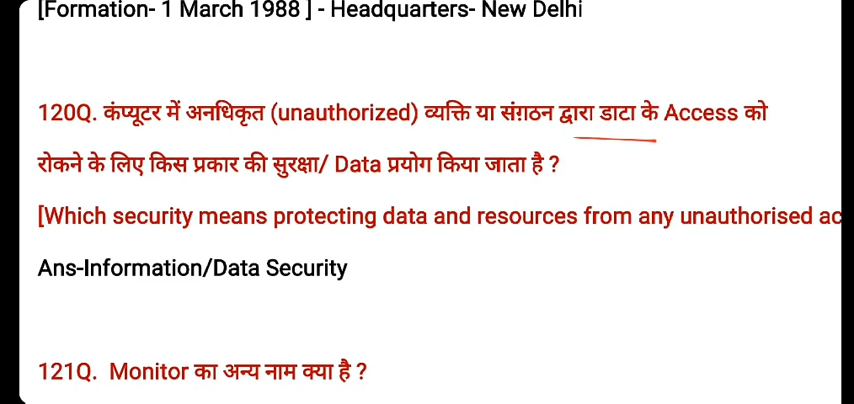 [Formation- 1 March 1988 ] - Headquarters- New Delhi
120Q. कंप्यूटर में अनधिकृत (unauthorized) व्यक्ति या संगठन द्वारा डाटा के Access को
रोकने के लिए किस प्रकार की सुरक्षा/ Data प्रयोग किया जाता है ?
[Which security means protecting data and resources from any unauthorised ac
Ans-Information/Data Security
121Q. Monitor का अन्य नाम क्या है ?